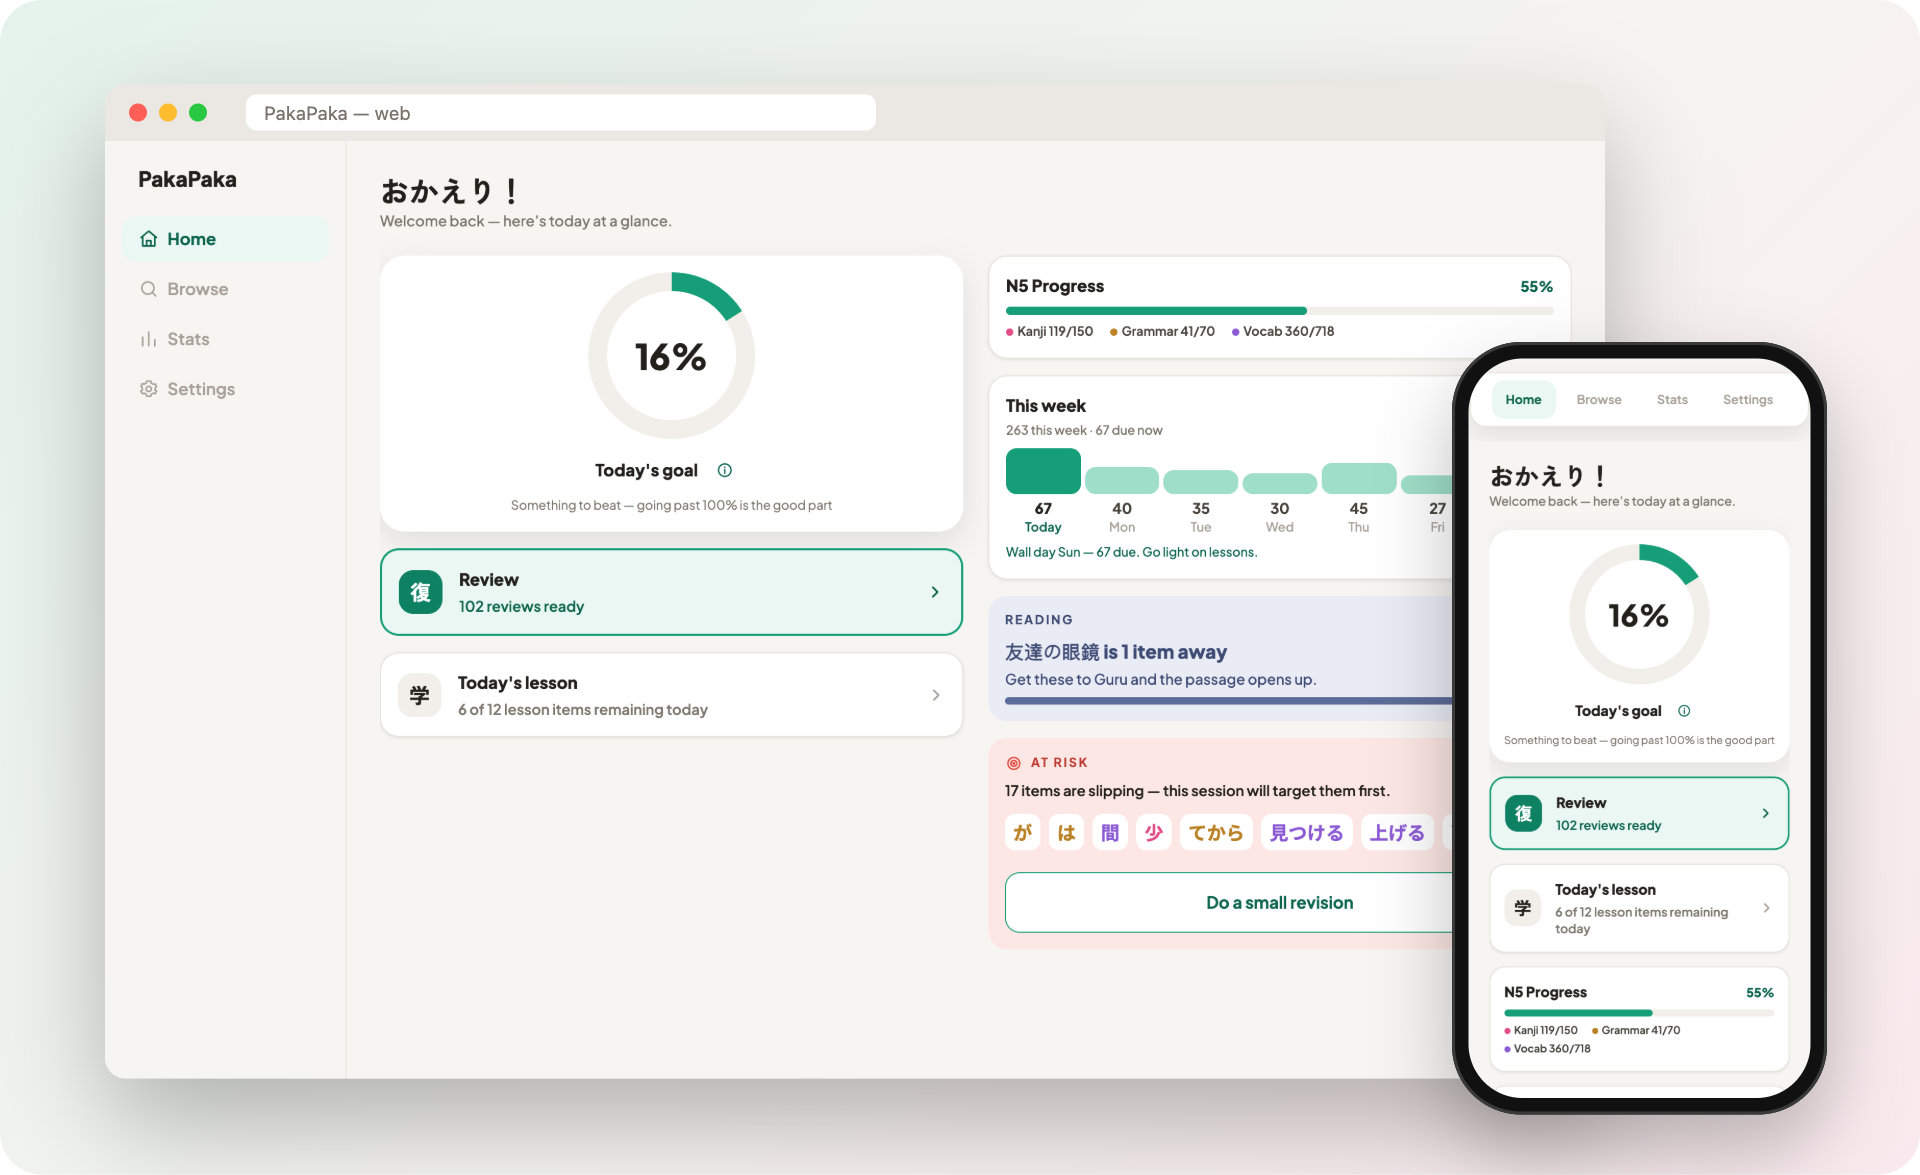 PakaPaka — web
PakaPaka
Home
Browse
Stats
Settings
おかえり！
Welcome back — here's today at a glance.
16%
Today's goal
Something to beat — going past 100% is the good part
復
Review
102 reviews ready
学
Today's lesson
6 of 12 lesson items remaining today
N5 Progress 55%
Kanji 119/150 Grammar 41/70 Vocab 360/718
This week
263 this week · 67 due now
67 40 35 30 45 27
Today Mon Tue Wed Thu Fri
Wall day Sun — 67 due. Go light on lessons.
READING
友達の眼鏡 is 1 item away
Get these to Guru and the passage opens up.
AT RISK
17 items are slipping — this session will target them first.
が は 間 少 てから 見つける 上げる
Do a small revision
Home Browse Stats Settings
おかえり！
Welcome back — here's today at a glance.
16%
Today's goal
Something to beat — going past 100% is the good part
復
Review
102 reviews ready
学
Today's lesson
6 of 12 lesson items remaining
today
N5 Progress 55%
Kanji 119/150 Grammar 41/70
Vocab 360/718